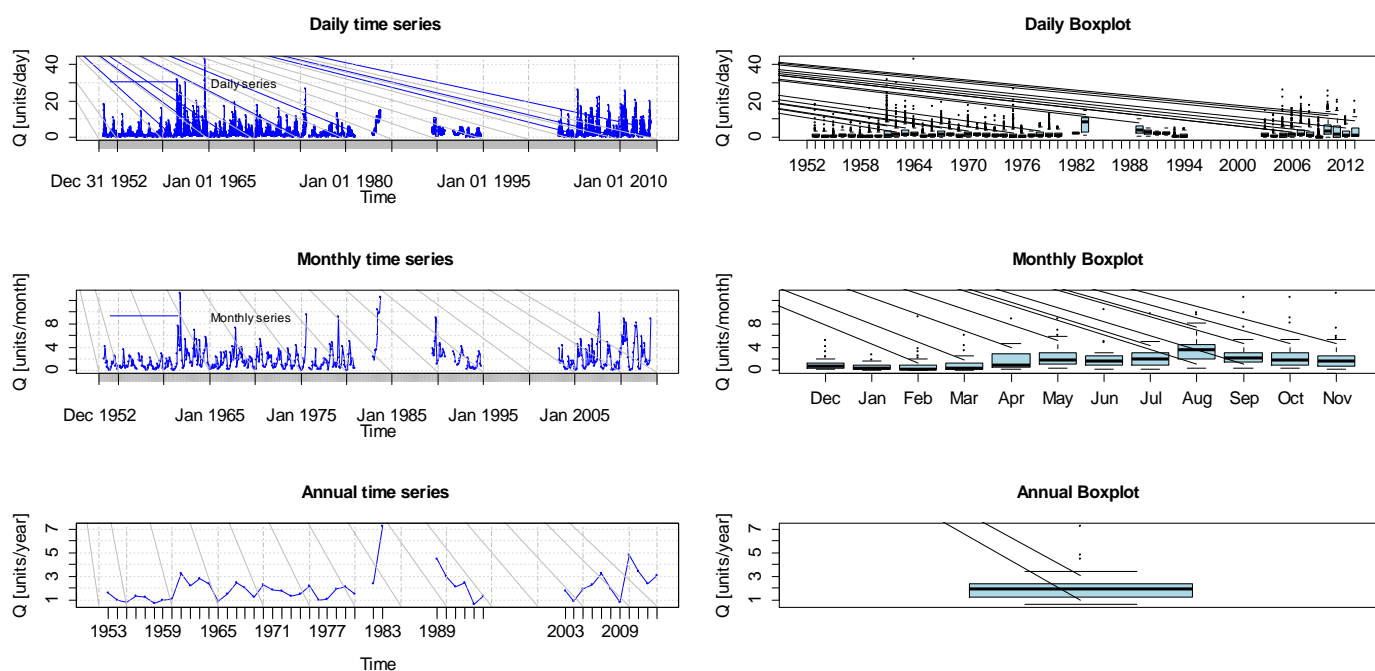 Daily time series
Q [units/day]
40
20
0
Daily series
Dec 31 1952 Jan 01 1965 Jan 01 1980 Jan 01 1995 Jan 01 2010
Time
Daily Boxplot
Q [units/day]
40
20
0
1952 1958 1964 1970 1976 1982 1988 1994 2000 2006 2013
Monthly time series
Q [units/month]
8
4
0
Monthly series
Dec 1952 Jan 1965 Jan 1975 Jan 1985 Jan 1995 Jan 2005
Time
Monthly Boxplot
Q [units/month]
8
4
0
Dec Jan Feb Mar Apr May Jun Jul Aug Sep Oct Nov
Annual time series
Q [units/year]
7
5
3
1
1953 1959 1965 1971 1977 1983 1989 2003 2009
Time
Annual Boxplot
Q [units/year]
7
5
3
1